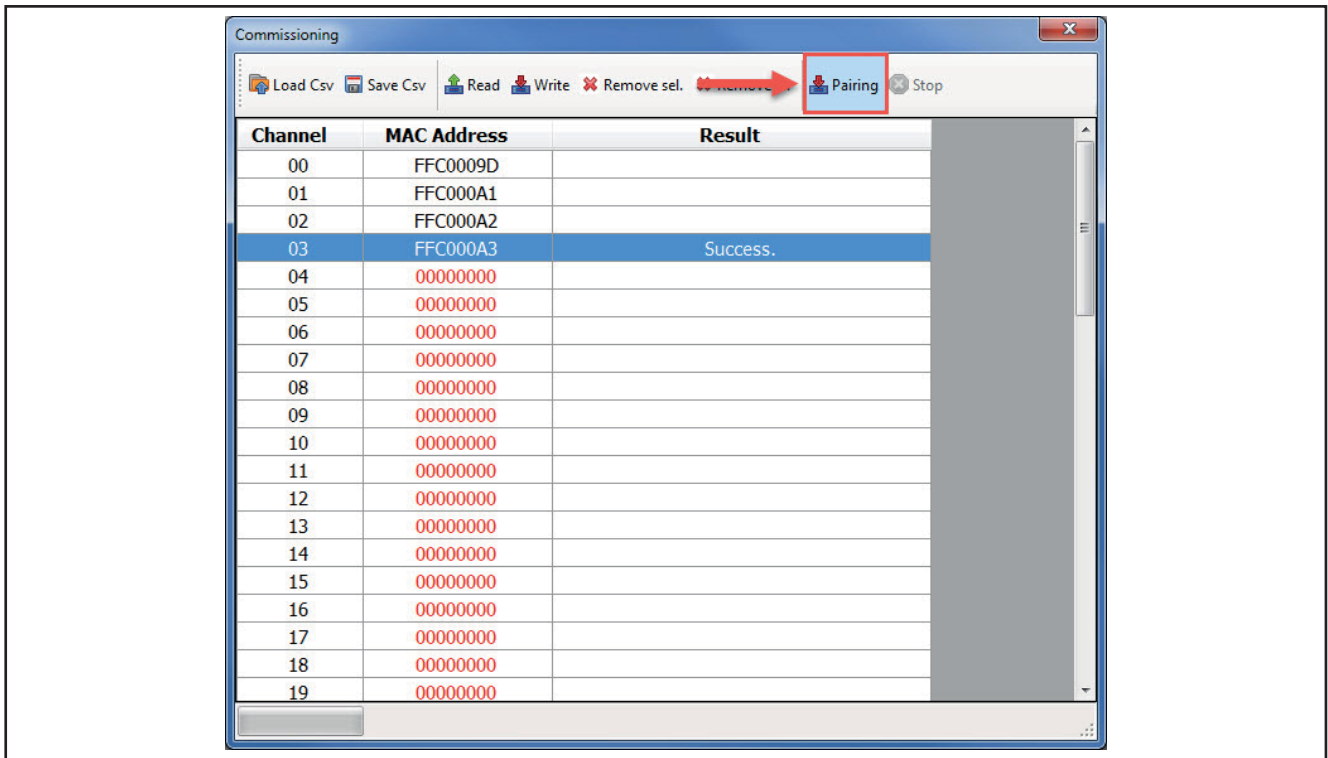 Commissioning
Load Csv Save Csv Read Write Remove sel. Pairing Stop
Channel MAC Address Result
00 FFC0009D
01 FFC000A1
02 FFC000A2
03 FFC000A3 Success.
04 00000000
05 00000000
06 00000000
07 00000000
08 00000000
09 00000000
10 00000000
11 00000000
12 00000000
13 00000000
14 00000000
15 00000000
16 00000000
17 00000000
18 00000000
19 00000000